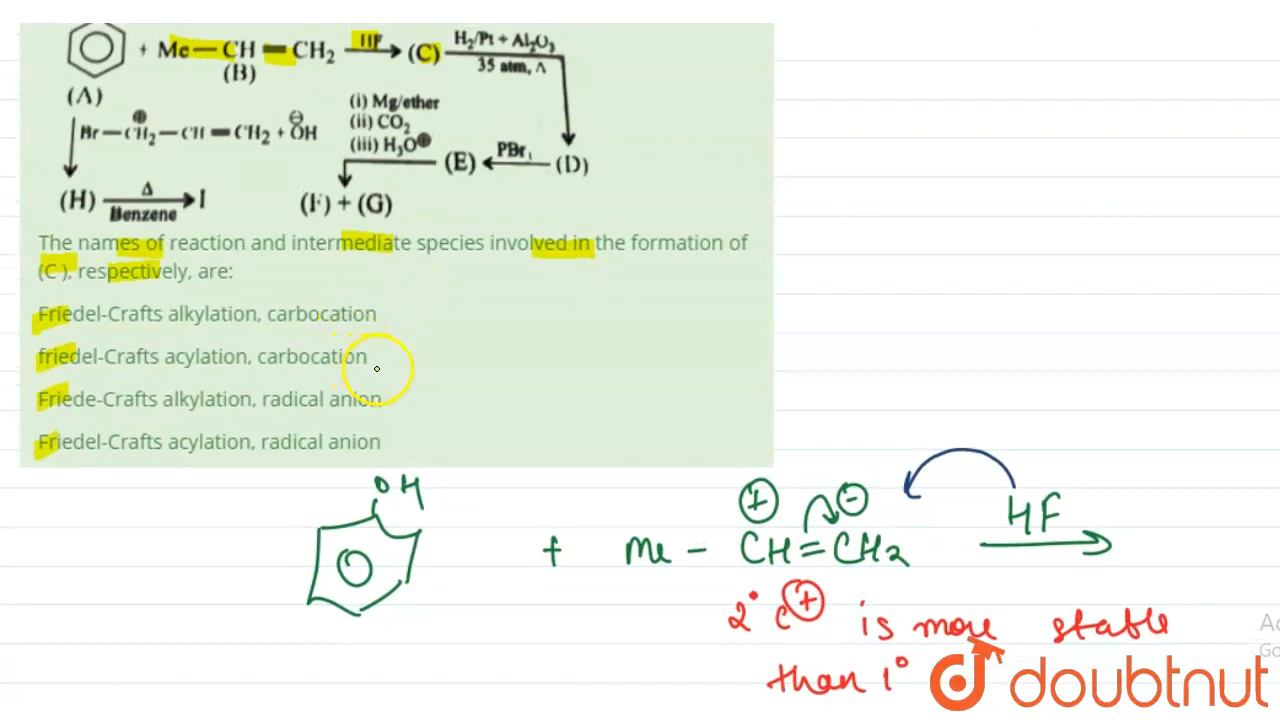 + Me—CH=CH₂ HF (C) H₂/Pt + Al₂O₃
(B) 35 atm, Δ
(A)
Br—CH₂—CH=CH₂ + OH
⊕ ⊖
(i) Mg/ether
(ii) CO₂
(iii) H₃O⊕
(E) PBr₃ (D)
(H) Δ I
Benzene
(F) + (G)
The names of reaction and intermediate species involved in the formation of
(C ), respectively, are:
Friedel-Crafts alkylation, carbocation
friedel-Crafts acylation, carbocation
Friede-Crafts alkylation, radical anion
Friedel-Crafts acylation, radical anion
OH
+ Me - CH=CH2 HF
+ −
2° C+ is more stable
than 1°
doubtnut
Ac
Go